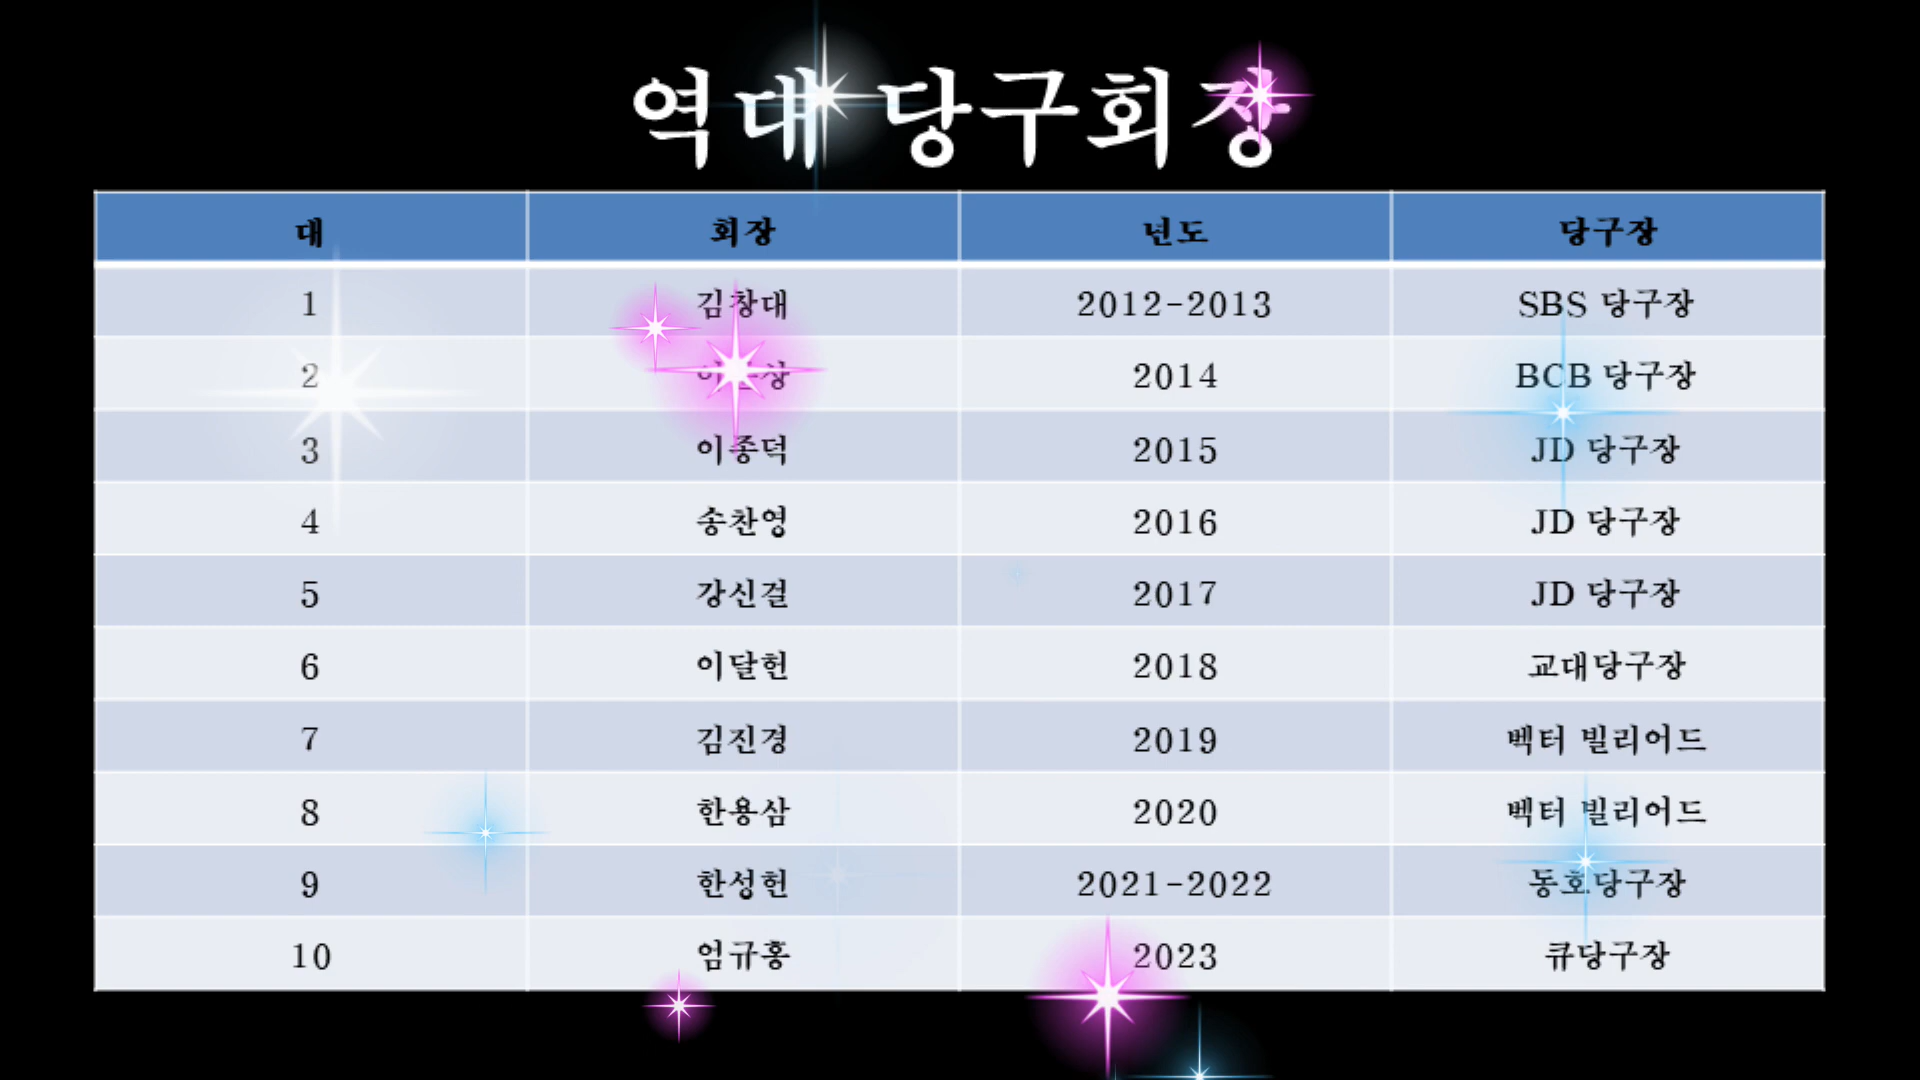 역대 당구회장
대 회장 년도 당구장
1 김창대 2012-2013 SBS 당구장
2 2014 BCB 당구장
3 이종덕 2015 JD 당구장
4 송찬영 2016 JD 당구장
5 강신걸 2017 JD 당구장
6 이달헌 2018 교대당구장
7 김진경 2019 벡터 빌리어드
8 한용삼 2020 벡터 빌리어드
9 한성헌 2021-2022 동호당구장
10 엄규홍 2023 큐당구장